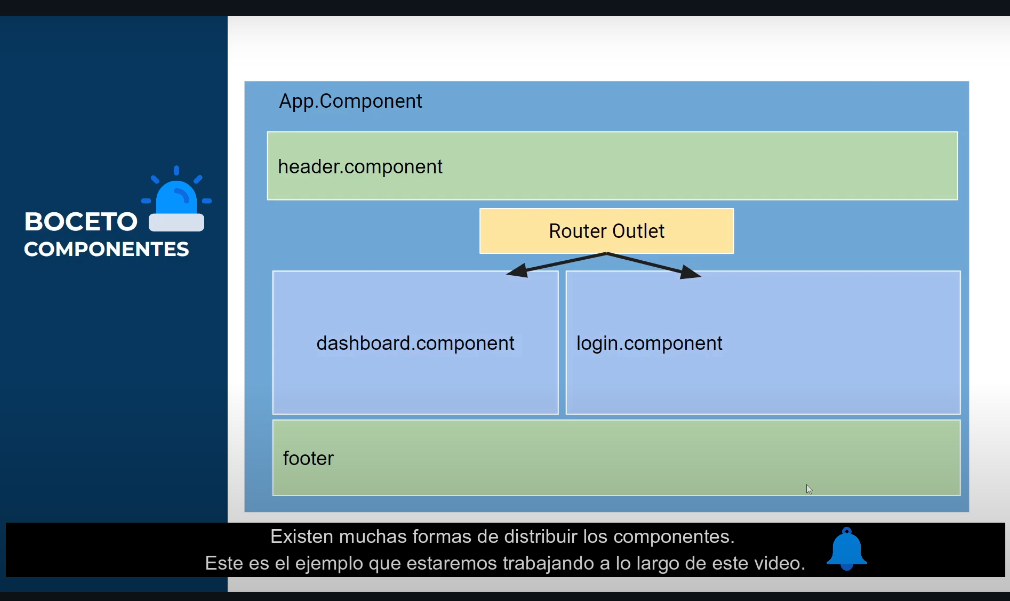 BOCETO
COMPONENTES
App.Component
header.component
Router Outlet
dashboard.component
login.component
footer
Existen muchas formas de distribuir los componentes.
Este es el ejemplo que estaremos trabajando a lo largo de este video.